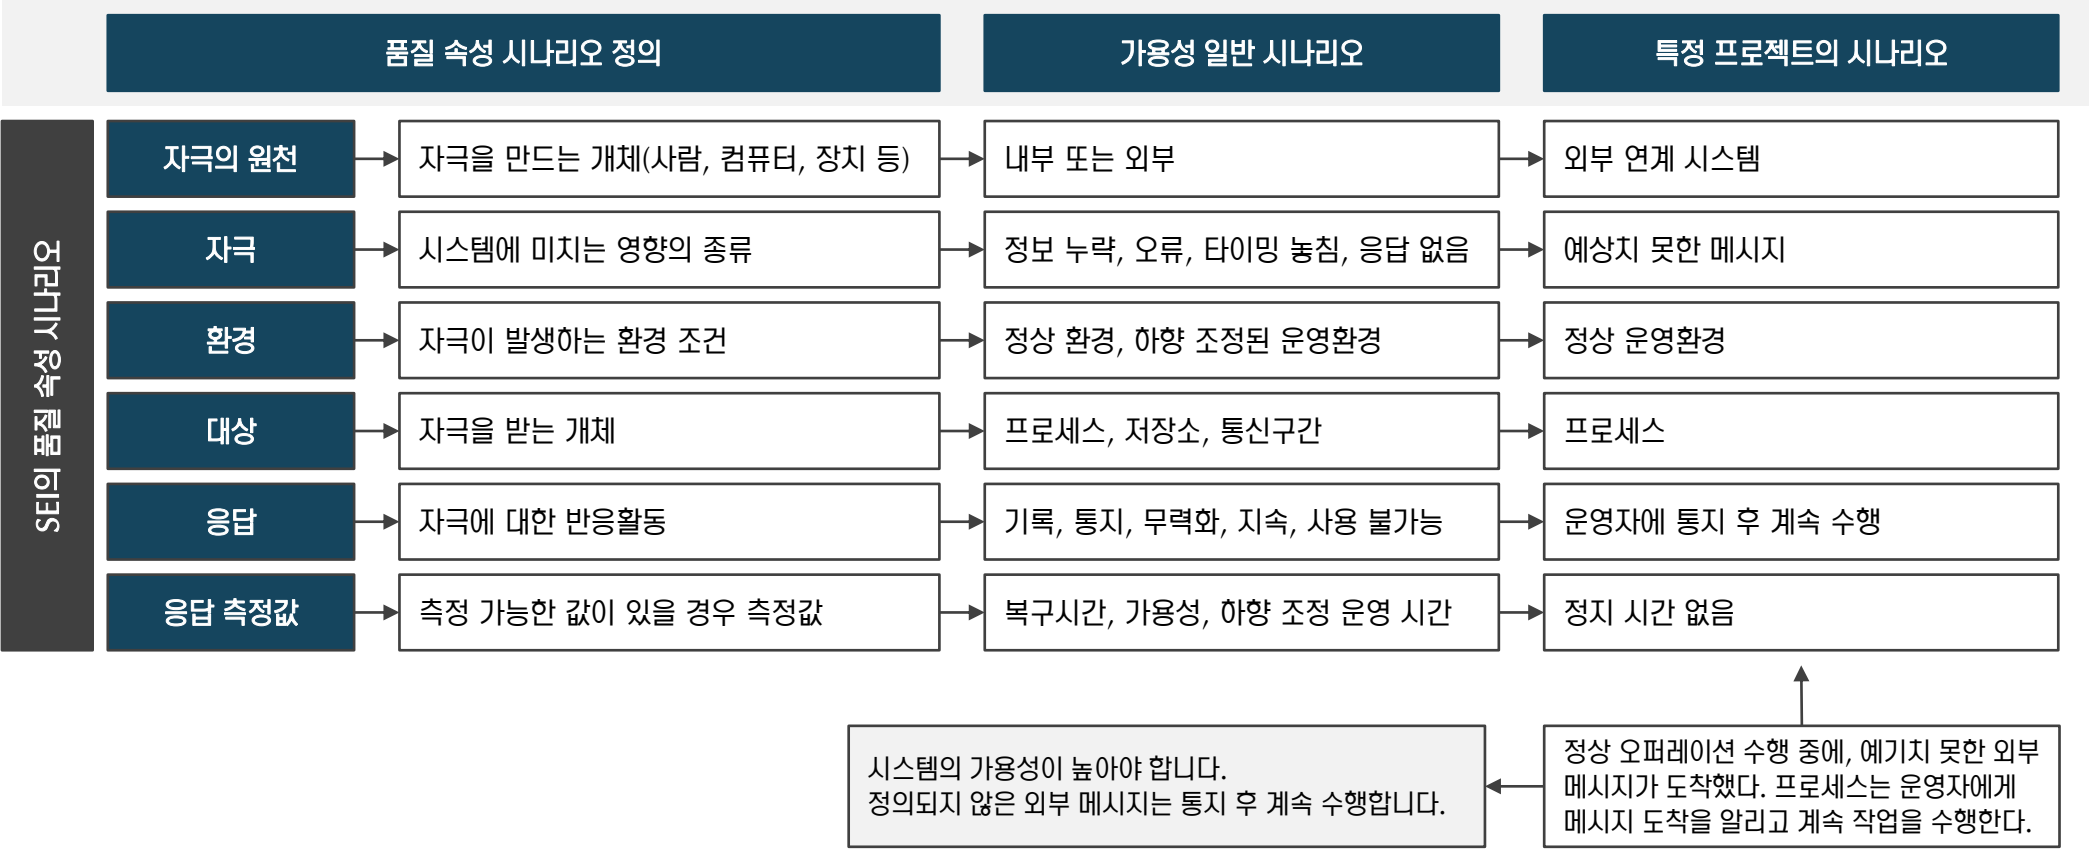 품질 속성 시나리오 정의
가용성 일반 시나리오
특정 프로젝트의 시나리오
SEI의 품질 속성 시나리오
자극의 원천
자극을 만드는 개체(사람, 컴퓨터, 장치 등)
내부 또는 외부
외부 연계 시스템
자극
시스템에 미치는 영향의 종류
정보 누락, 오류, 타이밍 놓침, 응답 없음
예상치 못한 메시지
환경
자극이 발생하는 환경 조건
정상 환경, 하향 조정된 운영환경
정상 운영환경
대상
자극을 받는 개체
프로세스, 저장소, 통신구간
프로세스
응답
자극에 대한 반응활동
기록, 통지, 무력화, 지속, 사용 불가능
운영자에 통지 후 계속 수행
응답 측정값
측정 가능한 값이 있을 경우 측정값
복구시간, 가용성, 하향 조정 운영 시간
정지 시간 없음
시스템의 가용성이 높아야 합니다.
정의되지 않은 외부 메시지는 통지 후 계속 수행합니다.
정상 오퍼레이션 수행 중에, 예기치 못한 외부
메시지가 도착했다. 프로세스는 운영자에게
메시지 도착을 알리고 계속 작업을 수행한다.